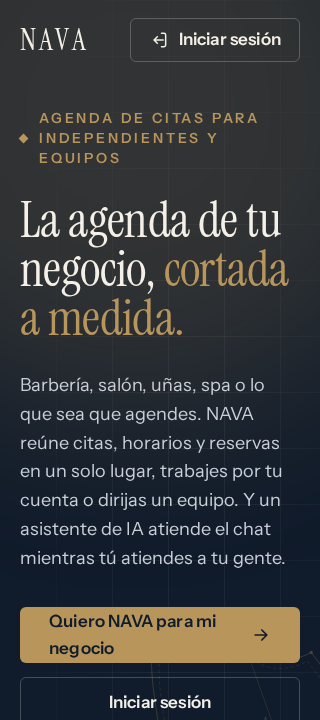 NAVA
Iniciar sesión
AGENDA DE CITAS PARA
INDEPENDIENTES Y
EQUIPOS
La agenda de tu
negocio, cortada
a medida.
Barbería, salón, uñas, spa o lo
que sea que agendes. NAVA
reúne citas, horarios y reservas
en un solo lugar, trabajes por tu
cuenta o dirijas un equipo. Y un
asistente de IA atiende el chat
mientras tú atiendes a tu gente.
Quiero NAVA para mi
negocio
Iniciar sesión